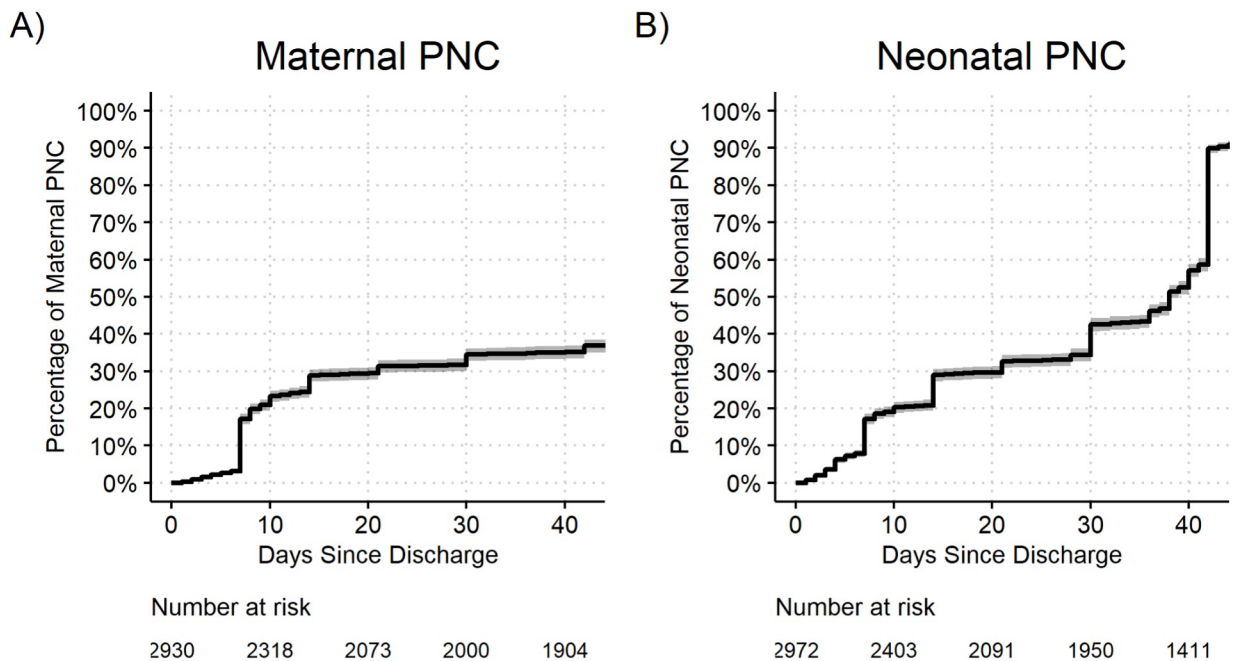 A)
Maternal PNC
Percentage of Maternal PNC
100%
90%
80%
70%
60%
50%
40%
30%
20%
10%
0%
0 10 20 30 40
Days Since Discharge
Number at risk
2930 2318 2073 2000 1904
B)
Neonatal PNC
Percentage of Neonatal PNC
100%
90%
80%
70%
60%
50%
40%
30%
20%
10%
0%
0 10 20 30 40
Days Since Discharge
Number at risk
2972 2403 2091 1950 1411